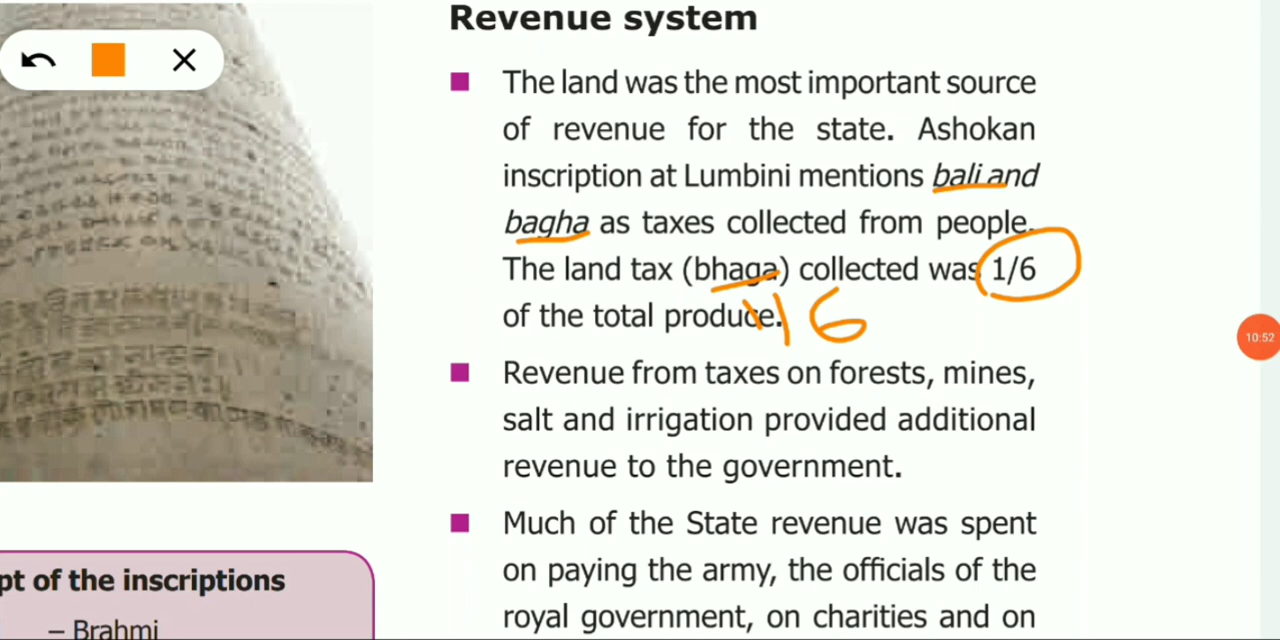 Revenue system
■ The land was the most important source
of revenue for the state. Ashokan
inscription at Lumbini mentions bali and
bagha as taxes collected from people.
The land tax (bhaga) collected was 1/6
of the total produce.
16
■ Revenue from taxes on forests, mines,
salt and irrigation provided additional
revenue to the government.
■ Much of the State revenue was spent
on paying the army, the officials of the
royal government, on charities and on
pt of the inscriptions
– Brahmi
10:52